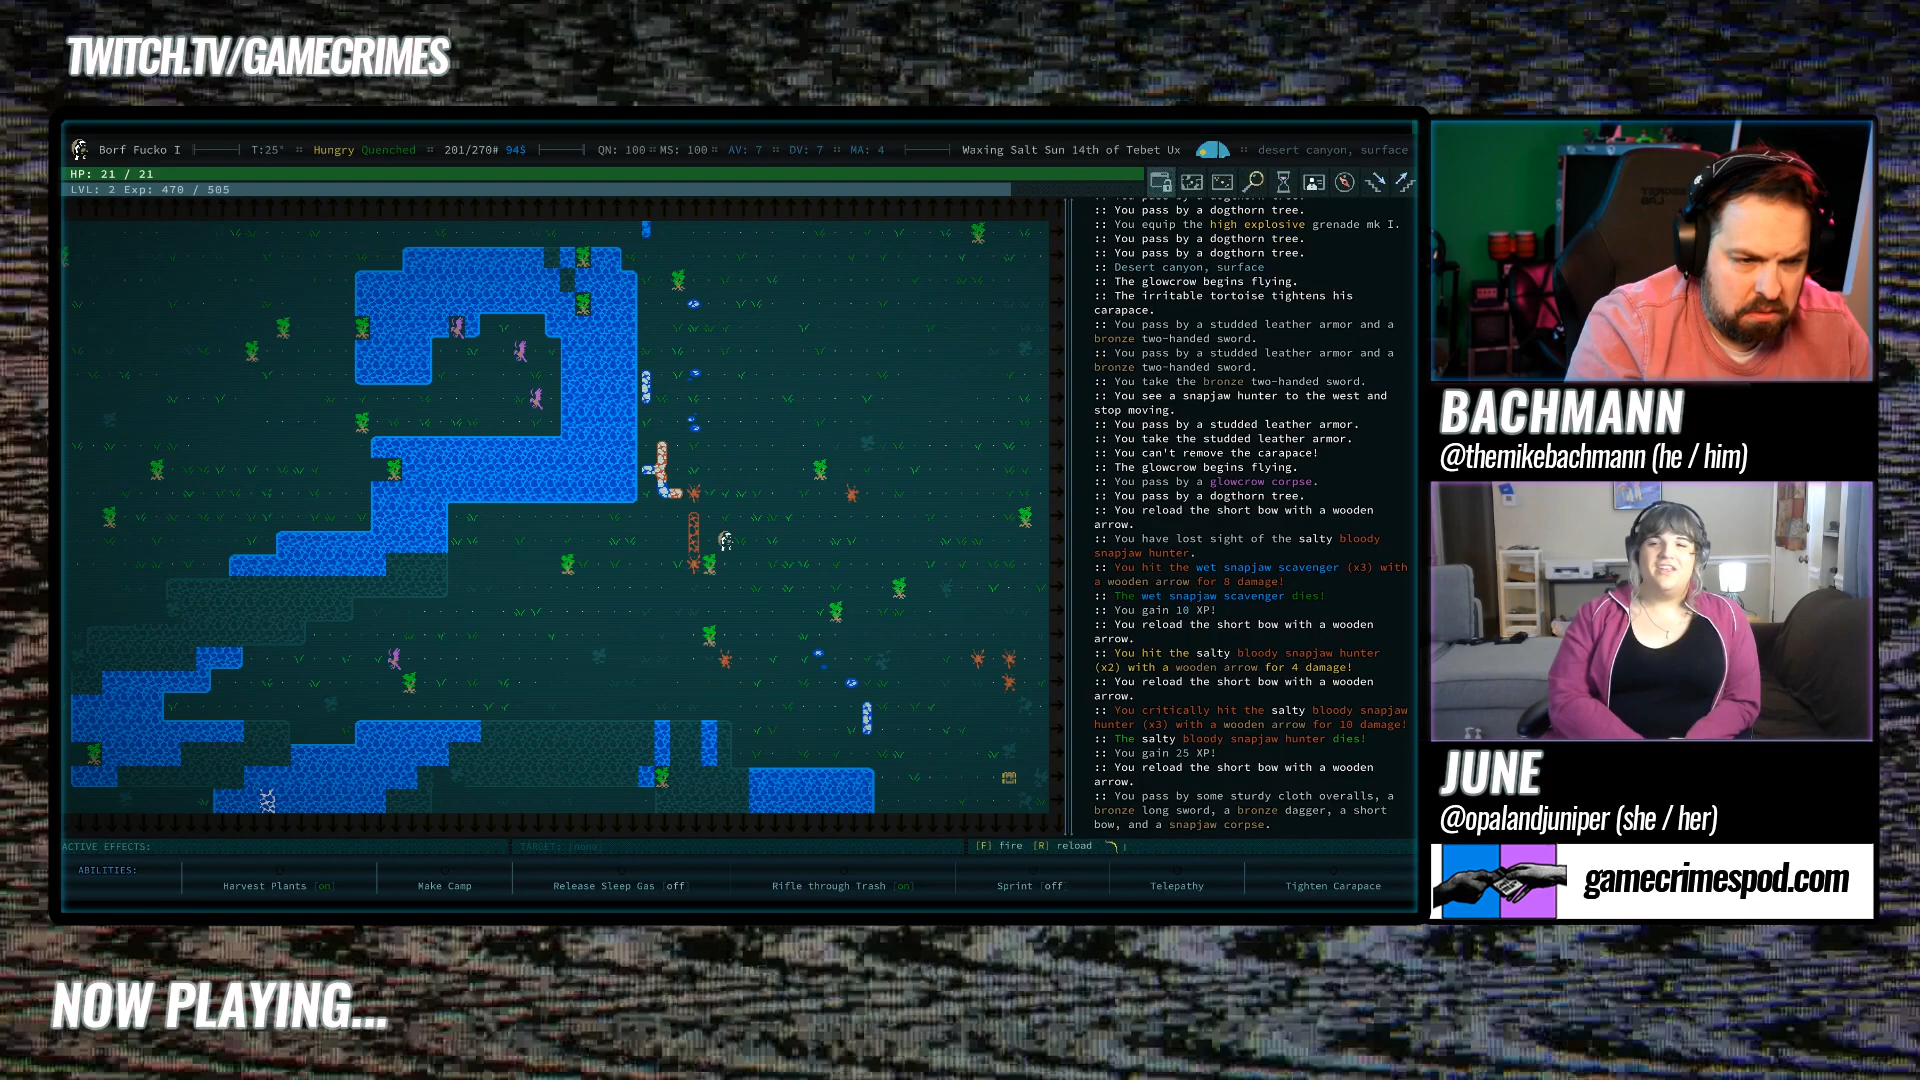 TWITCH.TV/GAMECRIMES
Borf Fucko I T:25° :: Hungry Quenched :: 201/270# 94$ QN: 100 :: MS: 100 :: AV: 7 :: DV: 7 :: MA: 4 Waxing Salt Sun 14th of Tebet Ux :: desert canyon, surface
HP: 21 / 21
LVL: 2 Exp: 470 / 505
:: You pass by a dogthorn tree.
:: You equip the high explosive grenade mk I.
:: You pass by a dogthorn tree.
:: You pass by a dogthorn tree.
:: Desert canyon, surface
:: The glowcrow begins flying.
:: The irritable tortoise tightens his
carapace.
:: You pass by a studded leather armor and a
bronze two-handed sword.
:: You pass by a studded leather armor and a
bronze two-handed sword.
:: You take the bronze two-handed sword.
:: You see a snapjaw hunter to the west and
stop moving.
:: You pass by a studded leather armor.
:: You take the studded leather armor.
:: You can't remove the carapace!
:: The glowcrow begins flying.
:: You pass by a glowcrow corpse.
:: You pass by a dogthorn tree.
:: You reload the short bow with a wooden
arrow.
:: You have lost sight of the salty bloody
snapjaw hunter.
:: You hit the wet snapjaw scavenger (x3) with
a wooden arrow for 8 damage!
:: The wet snapjaw scavenger dies!
:: You gain 10 XP!
:: You reload the short bow with a wooden
arrow.
:: You hit the salty bloody snapjaw hunter
(x2) with a wooden arrow for 4 damage!
:: You reload the short bow with a wooden
arrow.
:: You critically hit the salty bloody snapjaw
hunter (x3) with a wooden arrow for 10 damage!
:: The salty bloody snapjaw hunter dies!
:: You gain 25 XP!
:: You reload the short bow with a wooden
arrow.
:: You pass by some sturdy cloth overalls, a
bronze long sword, a bronze dagger, a short
bow, and a snapjaw corpse.
ACTIVE EFFECTS: TARGET: [none] [F] fire [R] reload
ABILITIES: Harvest Plants [on] Make Camp Release Sleep Gas [off] Rifle through Trash [on] Sprint [off] Telepathy Tighten Carapace
BACHMANN
@themikebachmann (he / him)
JUNE
@opalandjuniper (she / her)
gamecrimespod.com
NOW PLAYING...